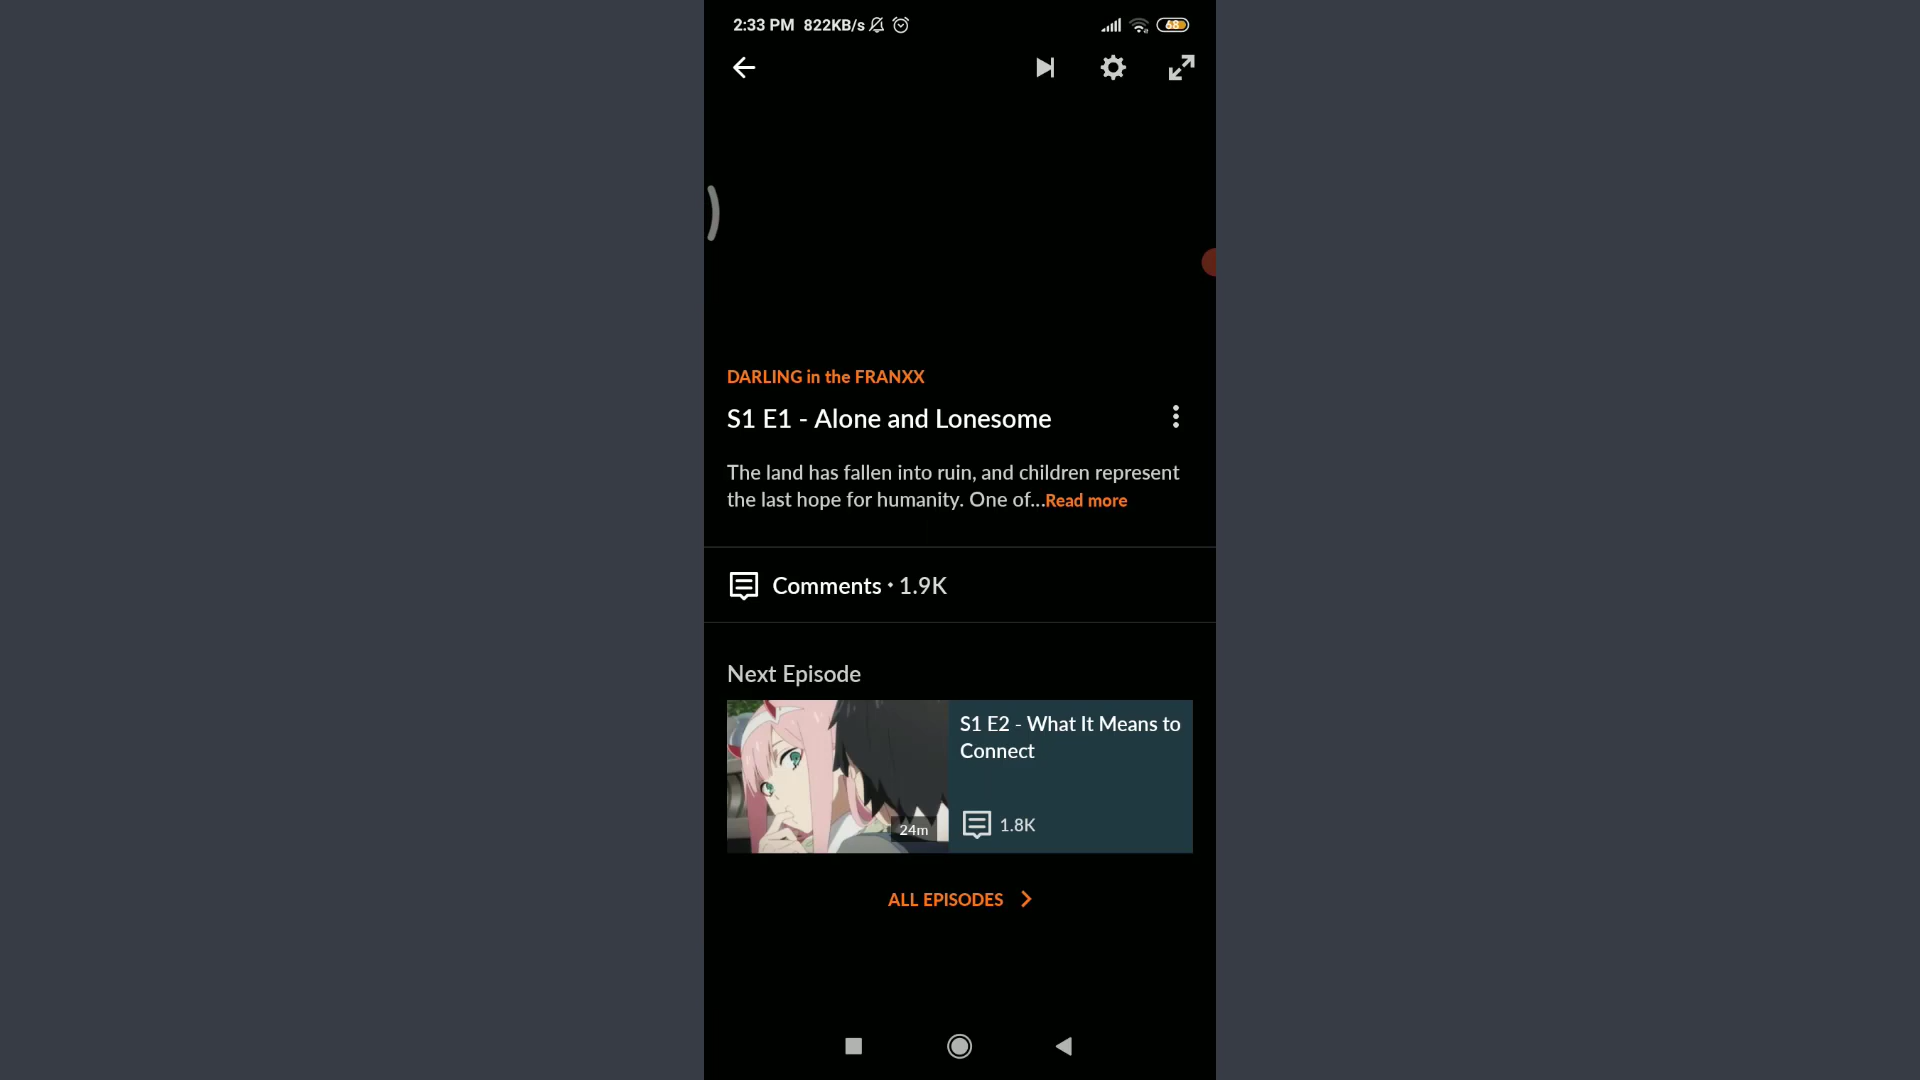 2:33 PM 822KB/s
68
DARLING in the FRANXX
S1 E1 - Alone and Lonesome
The land has fallen into ruin, and children represent
the last hope for humanity. One of...Read more
Comments • 1.9K
Next Episode
S1 E2 - What It Means to
Connect
24m
1.8K
ALL EPISODES